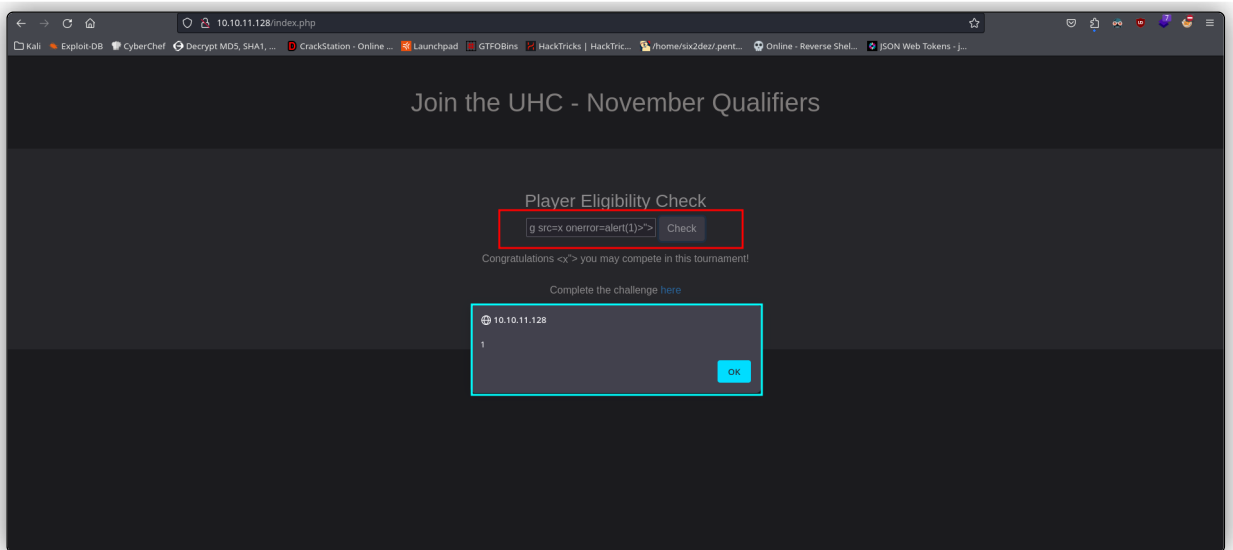 10.10.11.128/index.php
Kali Exploit-DB CyberChef Decrypt MD5, SHA1, ... CrackStation - Online ... Launchpad GTFOBins HackTricks | HackTric... /home/six2dez/.pent... Online - Reverse Shel... JSON Web Tokens - j...
Join the UHC - November Qualifiers
Player Eligibility Check
g src=x onerror=alert(1)>"> Check
Congratulations <x"> you may compete in this tournament!
Complete the challenge here
10.10.11.128
1
OK